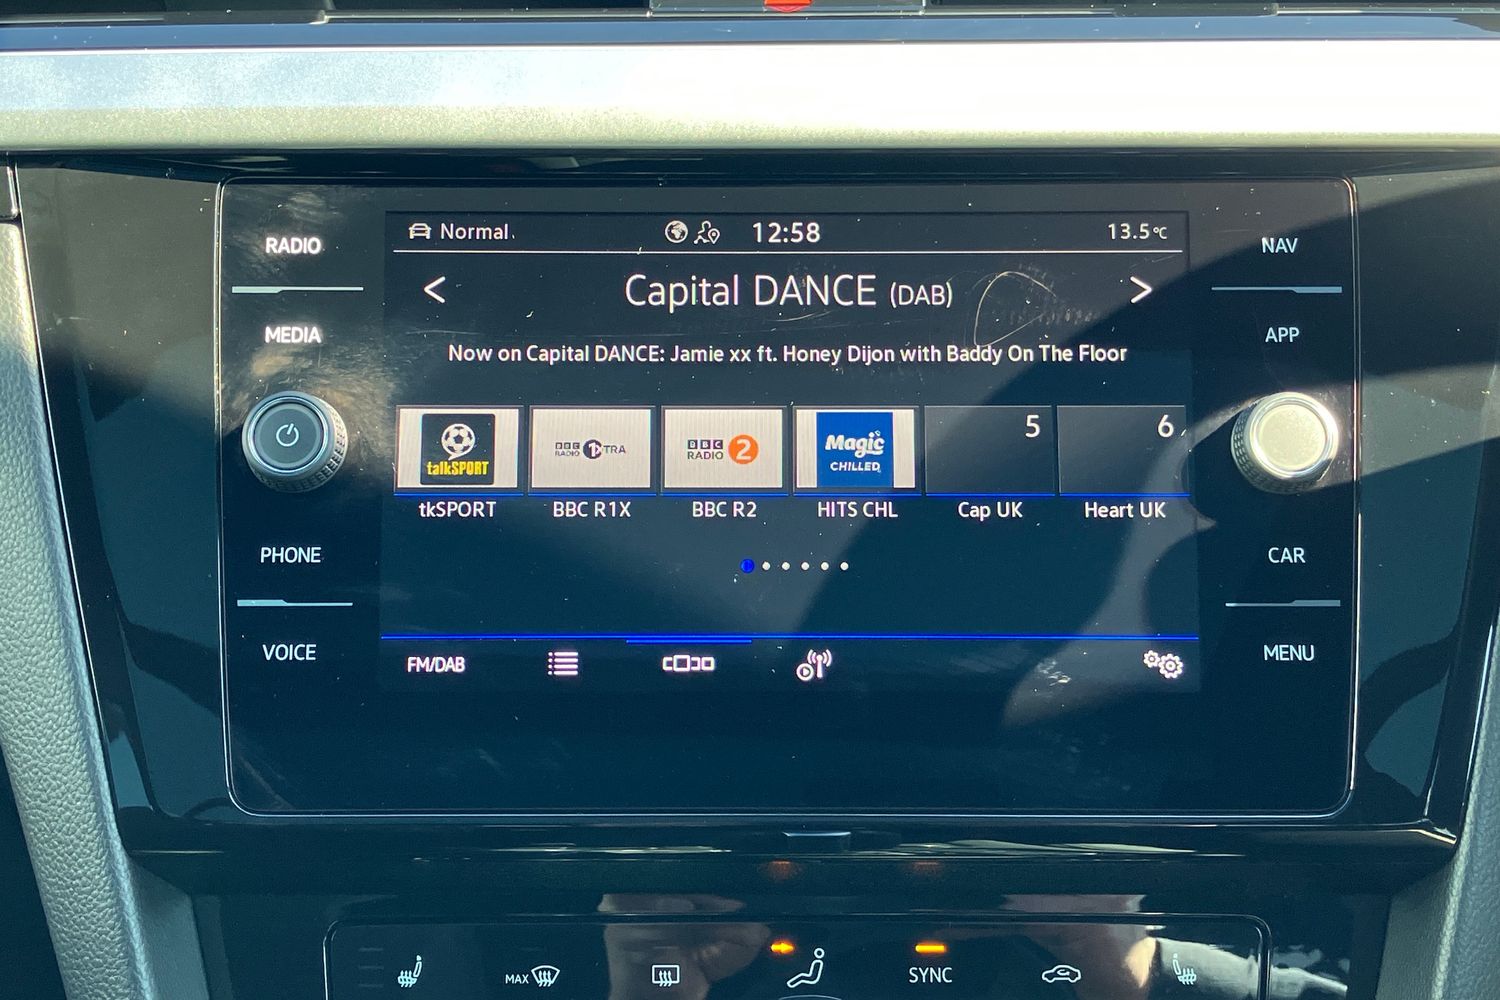 Normal
12:58
13.5°C
RADIO
NAV
< Capital DANCE (DAB) >
MEDIA
APP
Now on Capital DANCE: Jamie xx ft. Honey Dijon with Baddy On The Floor
talkSPORT
BBC
RADIO 1XTRA
BBC
RADIO 2
Magic
CHILLED
5
6
tkSPORT
BBC R1X
BBC R2
HITS CHL
Cap UK
Heart UK
PHONE
CAR
VOICE
FM/DAB
MENU
MAX
SYNC